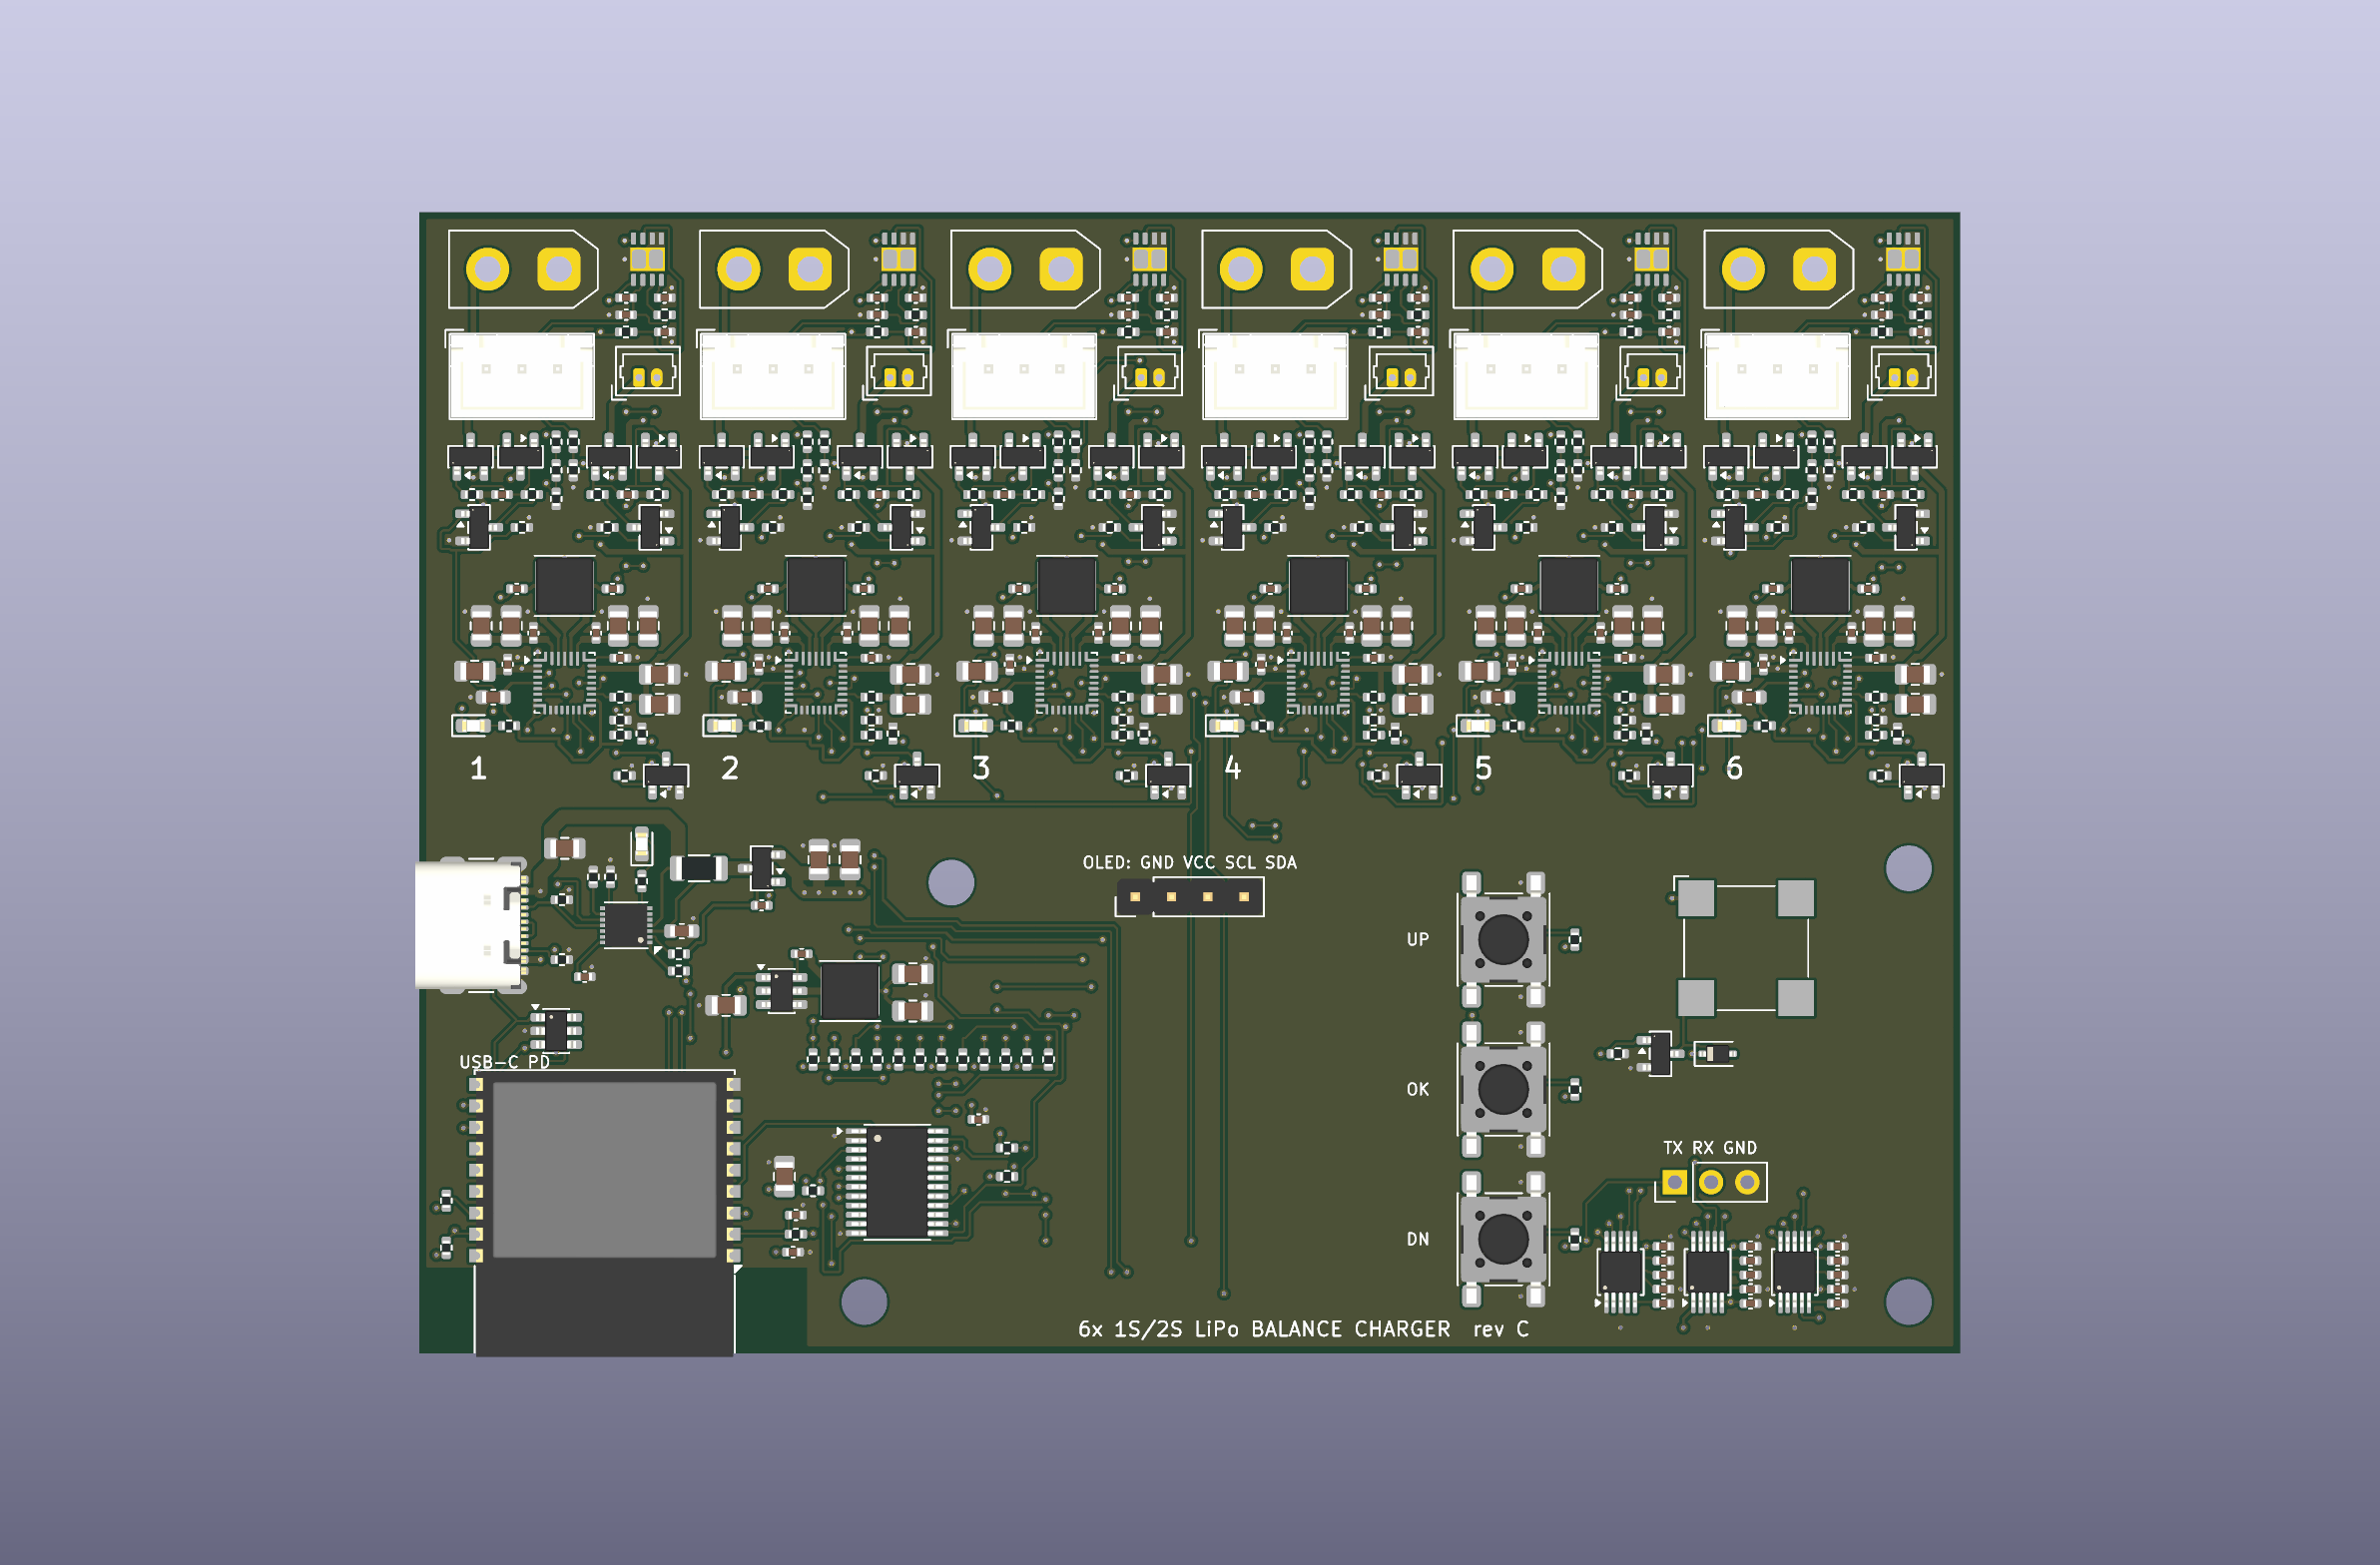 1 2 3 4 5 6
OLED: GND VCC SCL SDA
UP
USB-C PD
OK
TX RX GND
DN
6x 1S/2S LiPo BALANCE CHARGER rev C